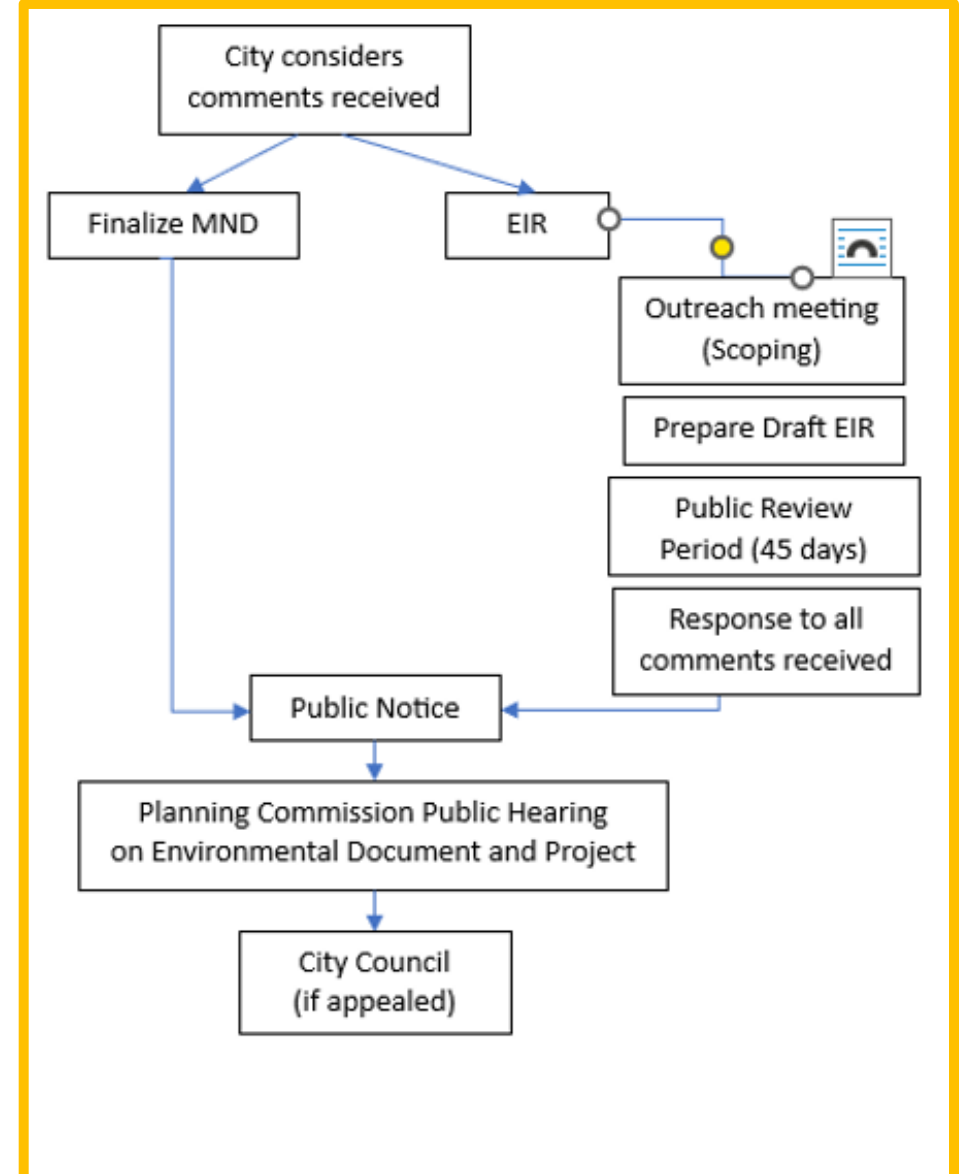 City considers
comments received
Finalize MND
EIR
Outreach meeting
(Scoping)
Prepare Draft EIR
Public Review
Period (45 days)
Response to all
comments received
Public Notice
Planning Commission Public Hearing
on Environmental Document and Project
City Council
(if appealed)